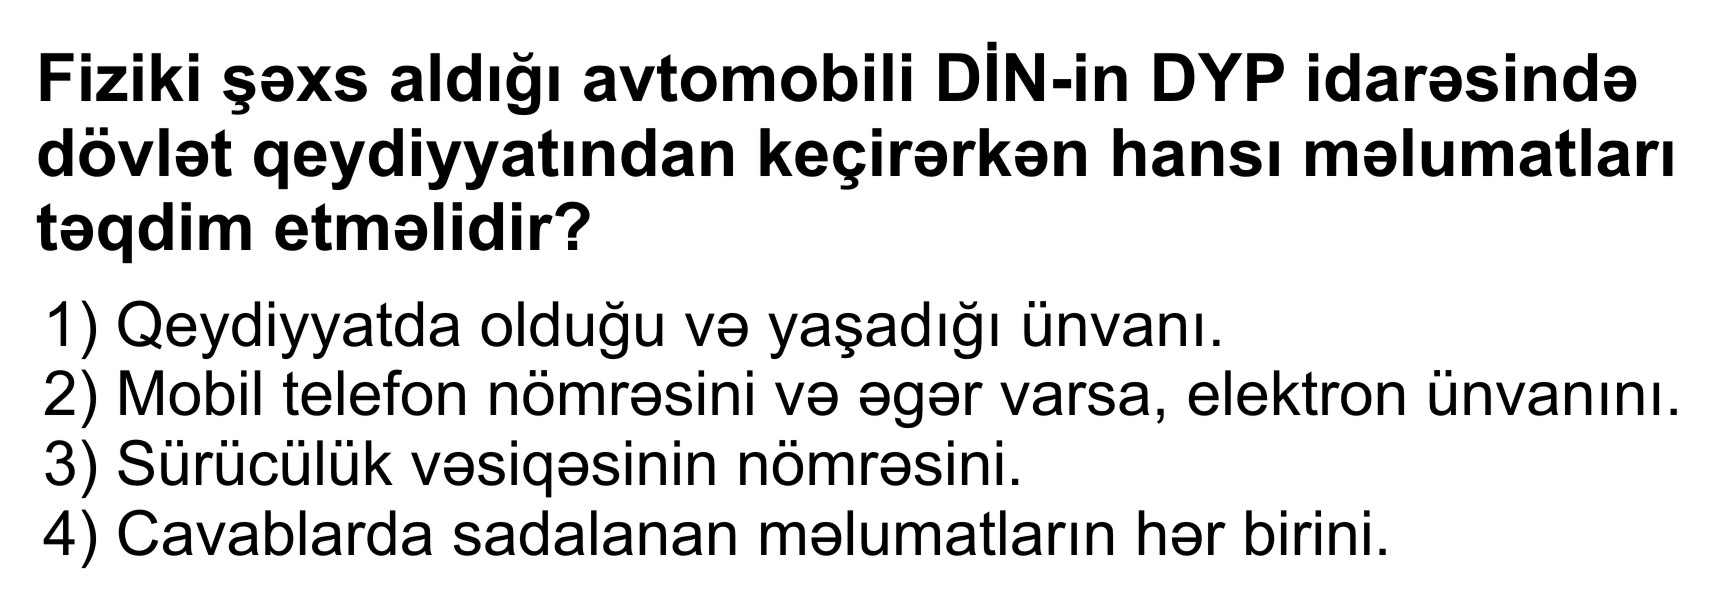 Fiziki şəxs aldığı avtomobili DİN-in DYP idarəsində
dövlət qeydiyyatından keçirərkən hansı məlumatları
təqdim etməlidir?
1) Qeydiyyatda olduğu və yaşadığı ünvanı.
2) Mobil telefon nömrəsini və əgər varsa, elektron ünvanını.
3) Sürücülük vəsiqəsinin nömrəsini.
4) Cavablarda sadalanan məlumatların hər birini.